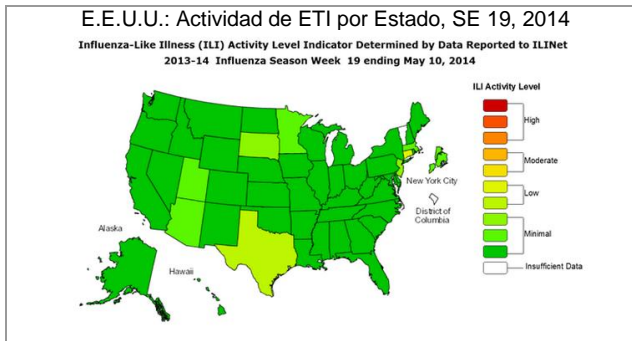 E.E.U.U.: Actividad de ETI por Estado, SE 19, 2014
Influenza-Like Illness (ILI) Activity Level Indicator Determined by Data Reported to ILINet
2013-14 Influenza Season Week 19 ending May 10, 2014
ILI Activity Level
High
Moderate
New York City
Low
District of
Columbia
Alaska
Minimal
Hawaii
Insufficient Data